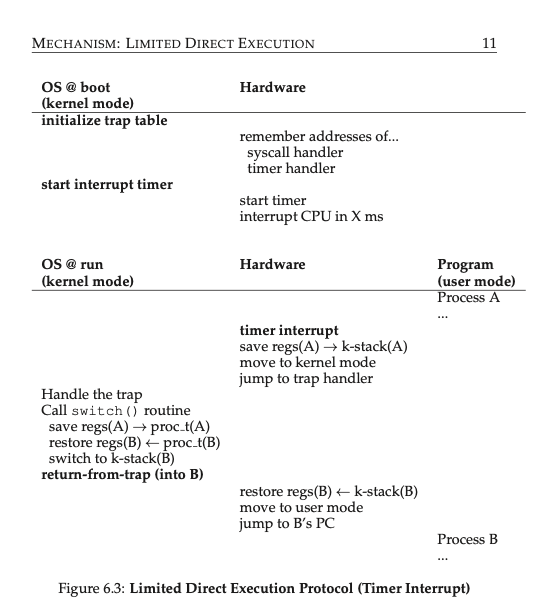 MECHANISM: LIMITED DIRECT EXECUTION 11
OS @ boot Hardware
(kernel mode)
initialize trap table
remember addresses of...
syscall handler
timer handler
start interrupt timer
start timer
interrupt CPU in X ms
OS @ run Hardware Program
(kernel mode) (user mode)
Process A
...
timer interrupt
save regs(A) → k-stack(A)
move to kernel mode
jump to trap handler
Handle the trap
Call switch() routine
save regs(A) → proc_t(A)
restore regs(B) ← proc_t(B)
switch to k-stack(B)
return-from-trap (into B)
restore regs(B) ← k-stack(B)
move to user mode
jump to B's PC
Process B
...
Figure 6.3: Limited Direct Execution Protocol (Timer Interrupt)